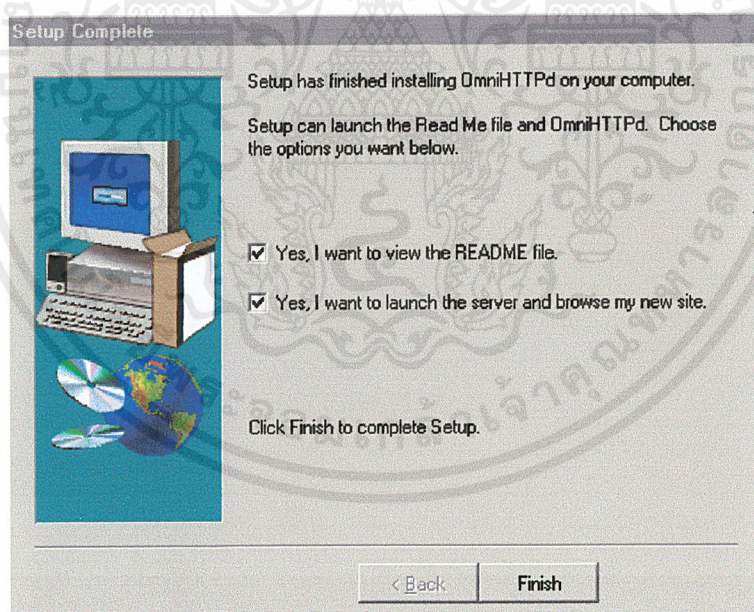 Setup Complete
Setup has finished installing OmniHTTPd on your computer.
Setup can launch the Read Me file and OmniHTTPd. Choose
the options you want below.
Yes, I want to view the README file.
Yes, I want to launch the server and browse my new site.
Click Finish to complete Setup.
< Back
Finish